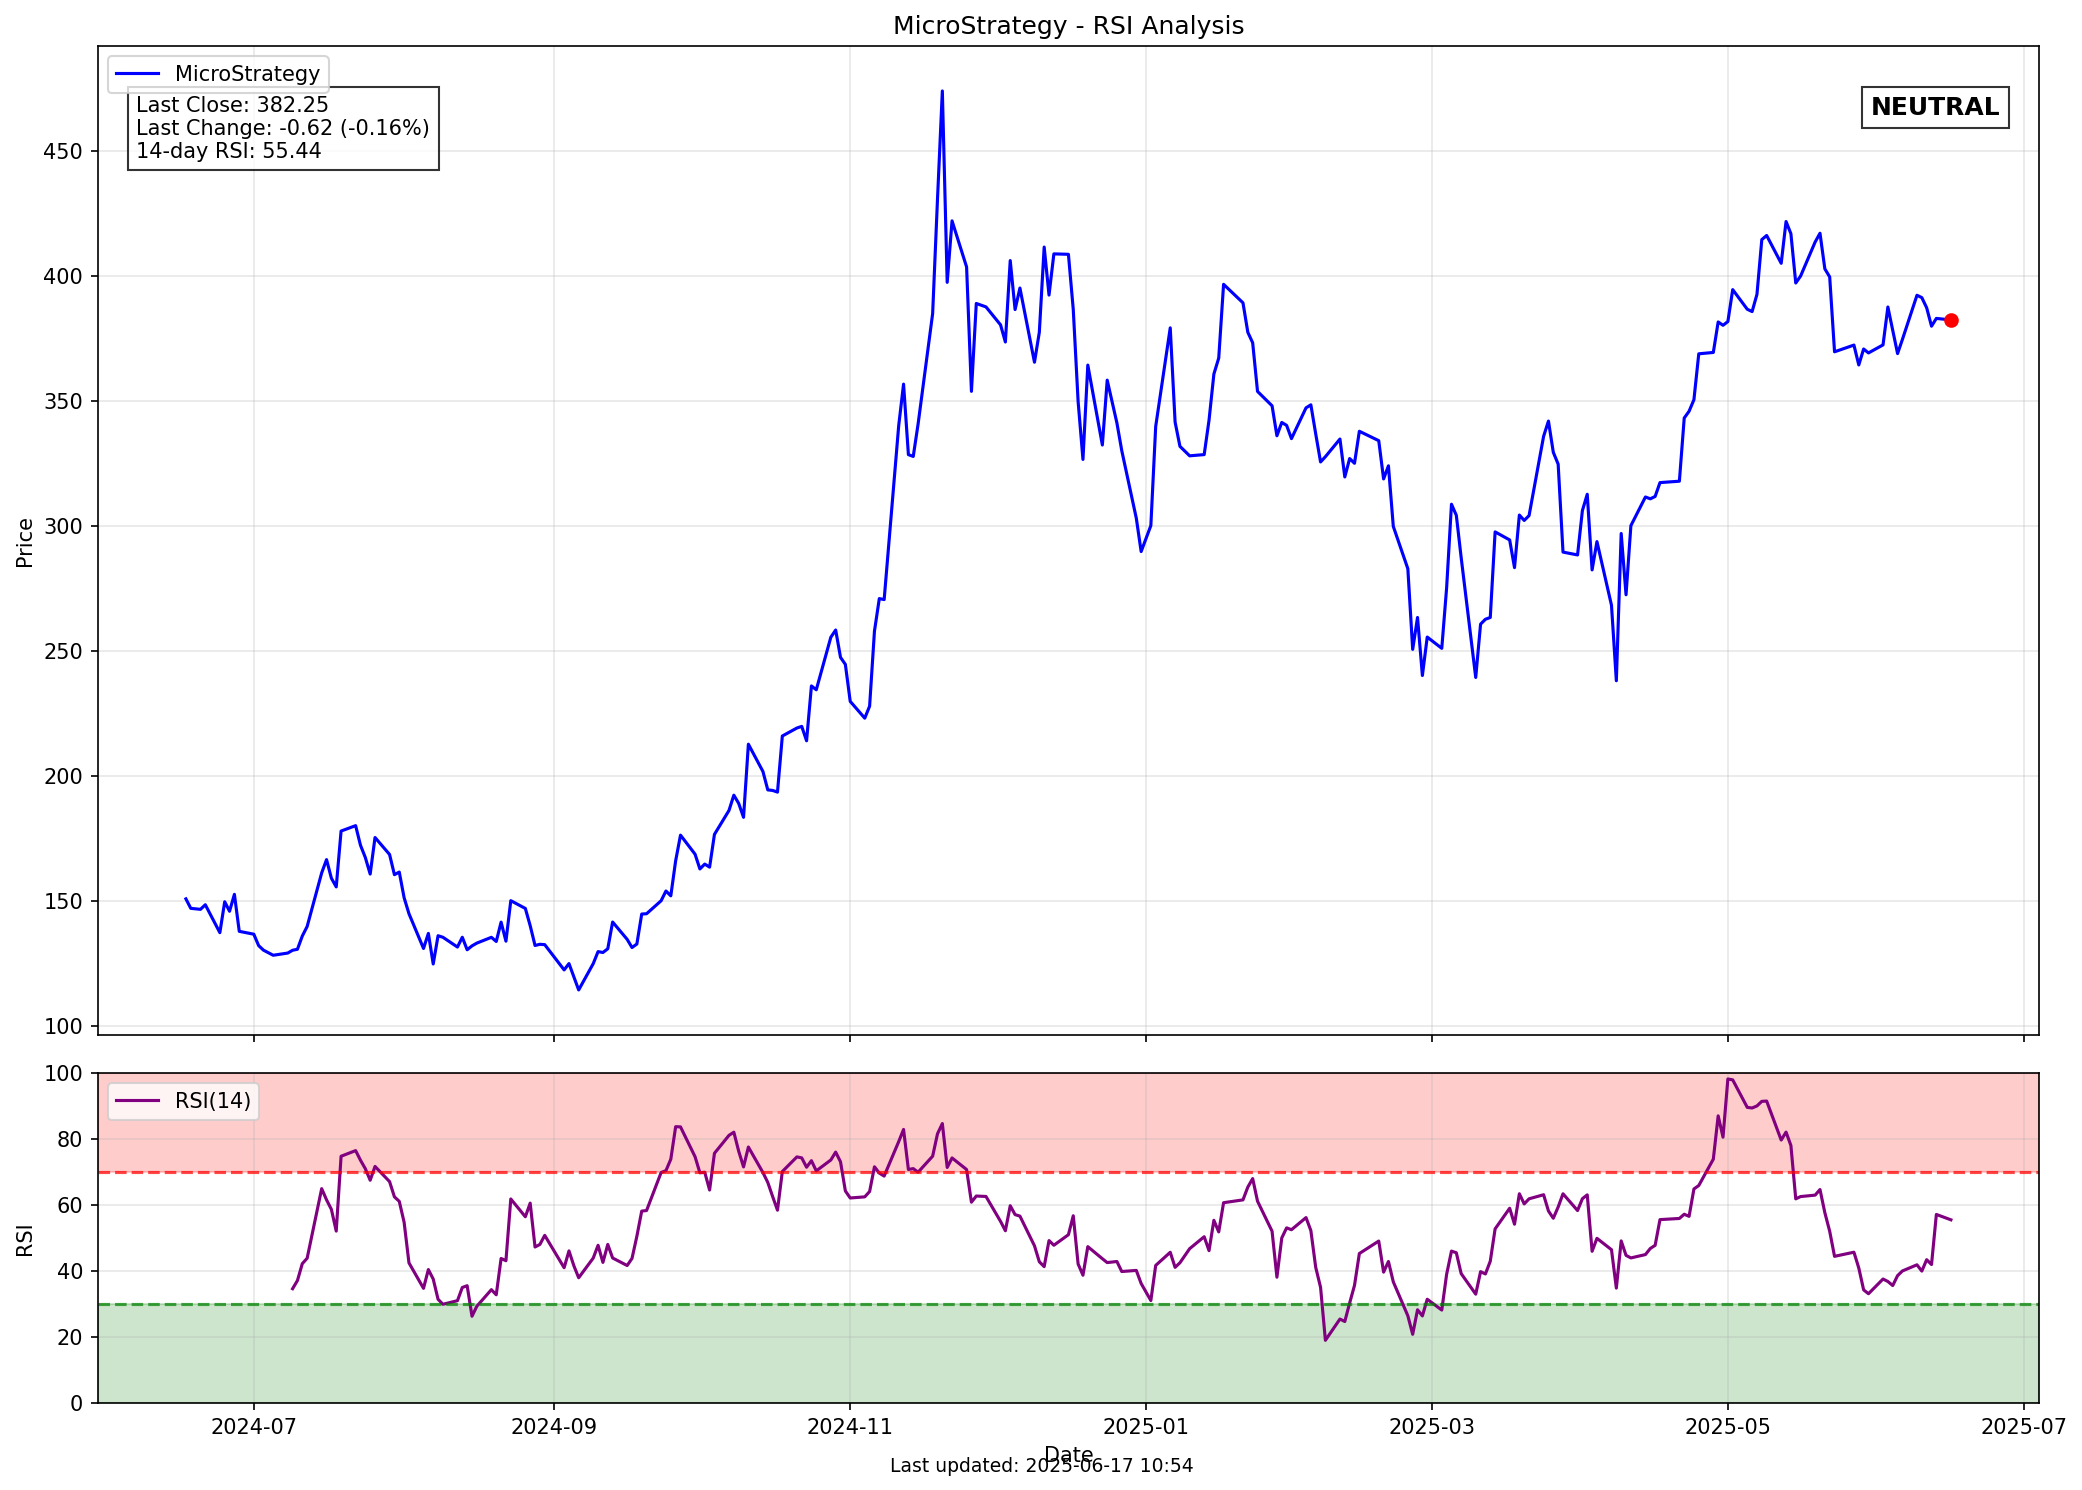 MicroStrategy - RSI Analysis
MicroStrategy
Last Close: 382.25
Last Change: -0.62 (-0.16%)
14-day RSI: 55.44
NEUTRAL
450
400
350
300
250
200
150
100
Price
RSI(14)
100
80
60
40
20
0
RSI
2024-07 2024-09 2024-11 2025-01 2025-03 2025-05 2025-07
Date
Last updated: 2025-06-17 10:54